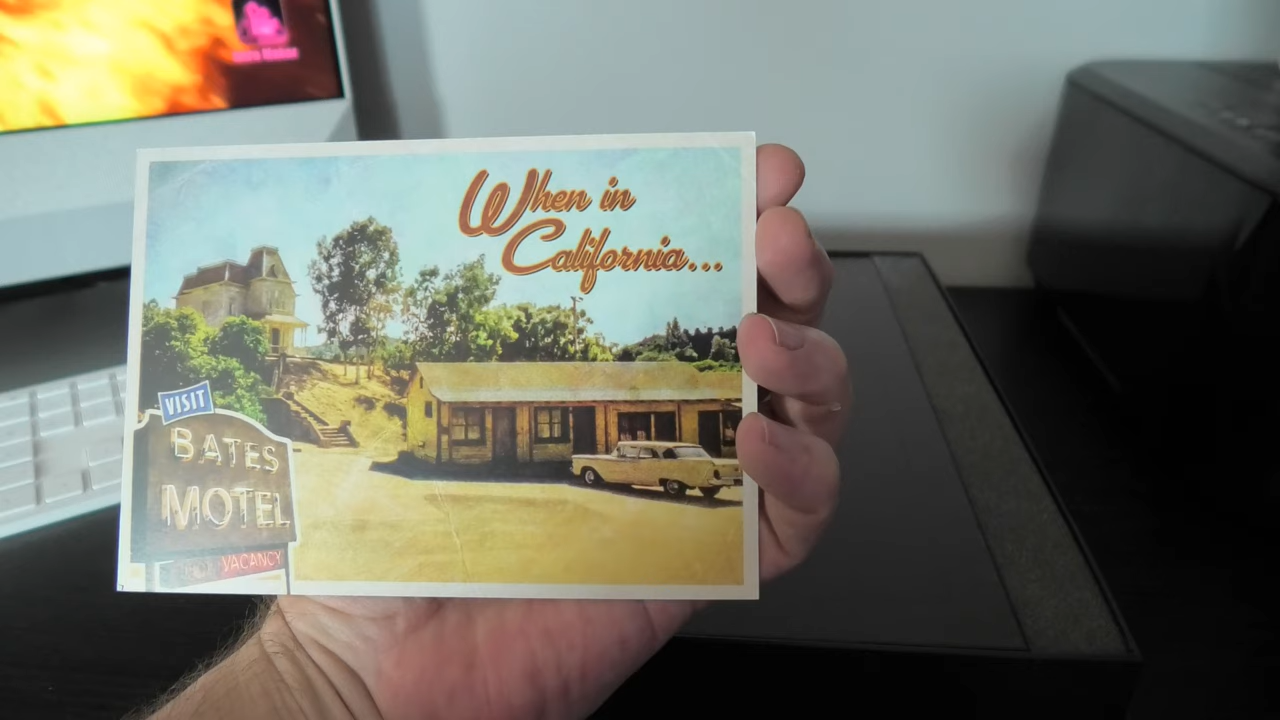 When in
California...
VISIT
BATES
MOTEL
VACANCY